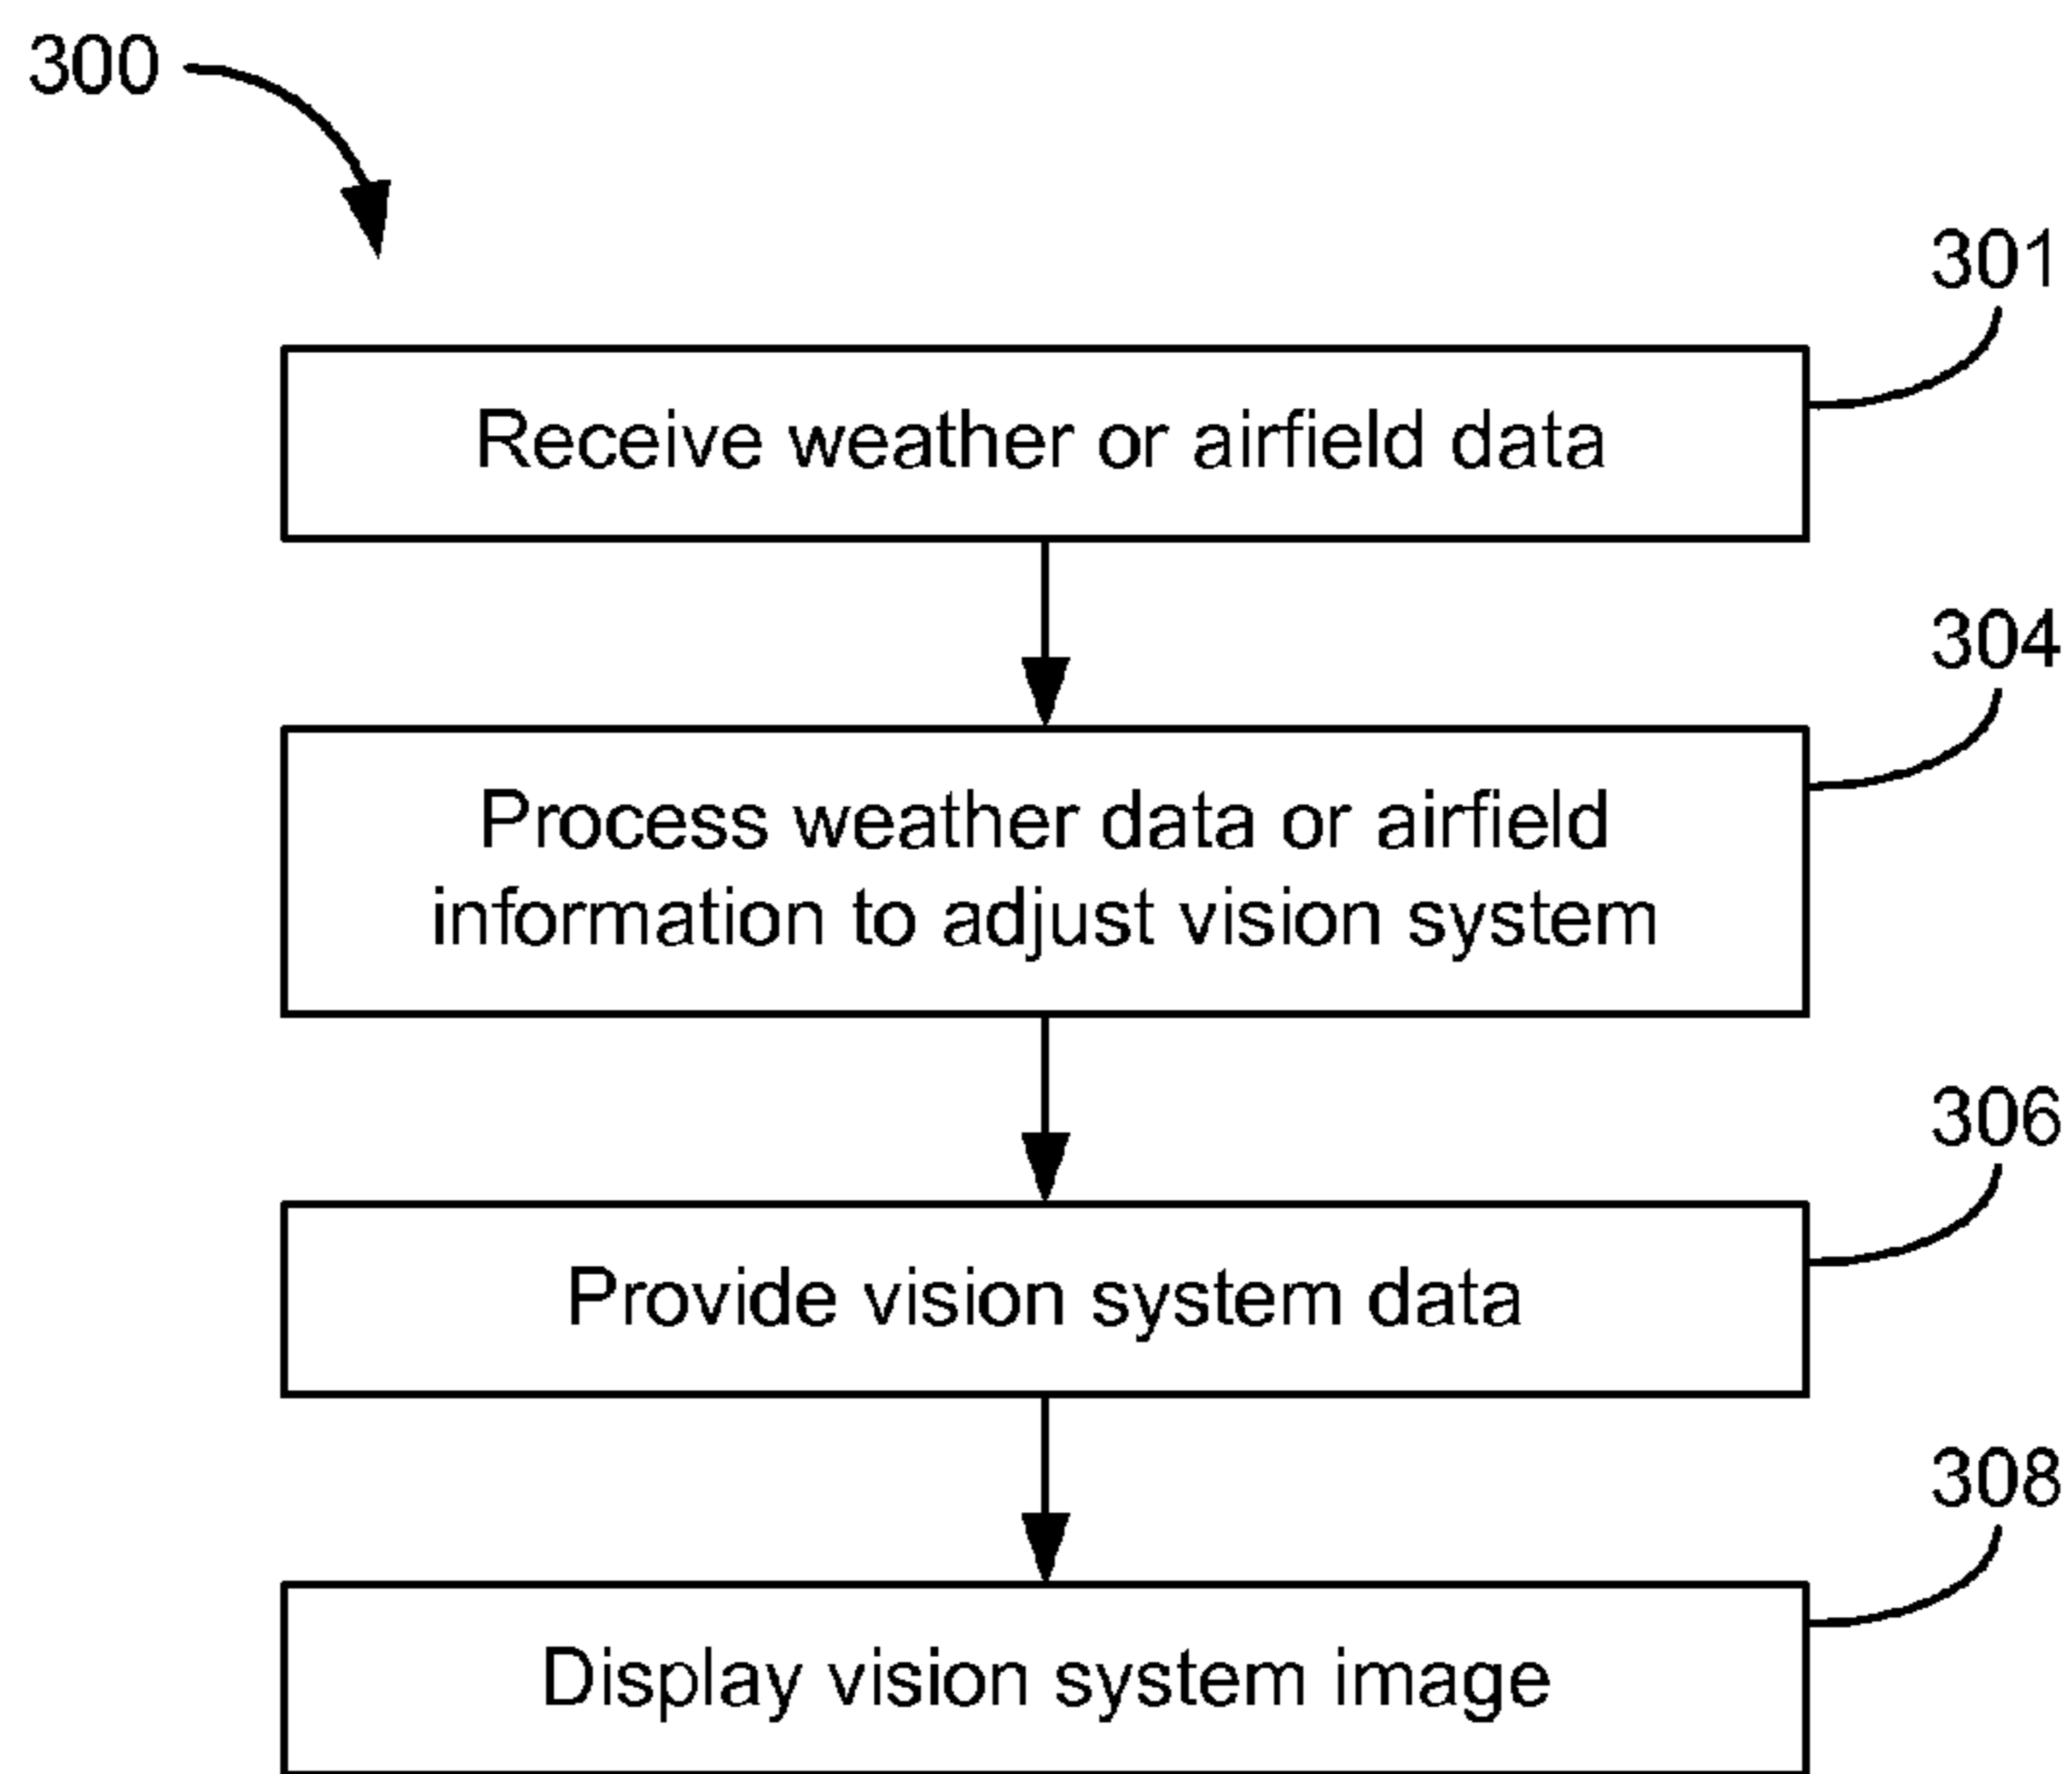 300
301
Receive weather or airfield data
304
Process weather data or airfield
information to adjust vision system
306
Provide vision system data
308
Display vision system image